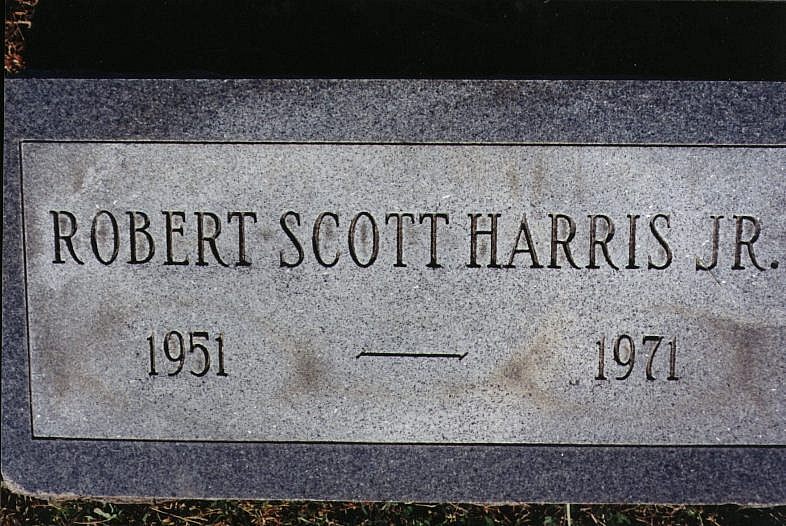 ROBERT SCOTT HARRIS JR.
1951 — 1971